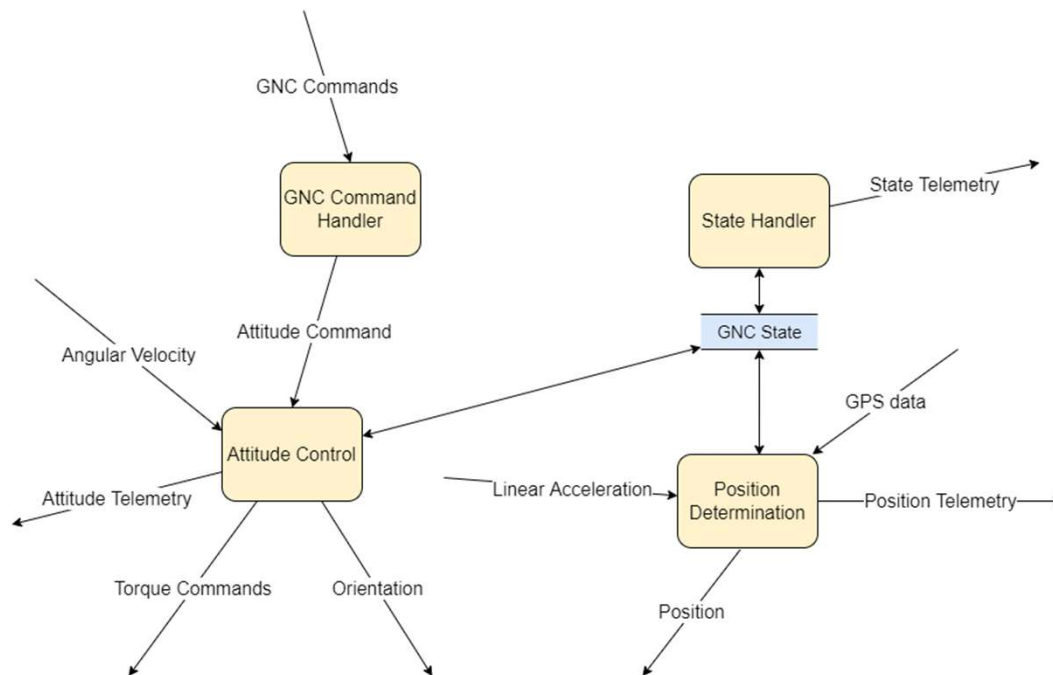 GNC Commands
GNC Command
Handler
State Telemetry
State Handler
Attitude Command
GNC State
Angular Velocity
GPS data
Attitude Control
Attitude Telemetry
Linear Acceleration
Position
Determination
Position Telemetry
Torque Commands
Orientation
Position